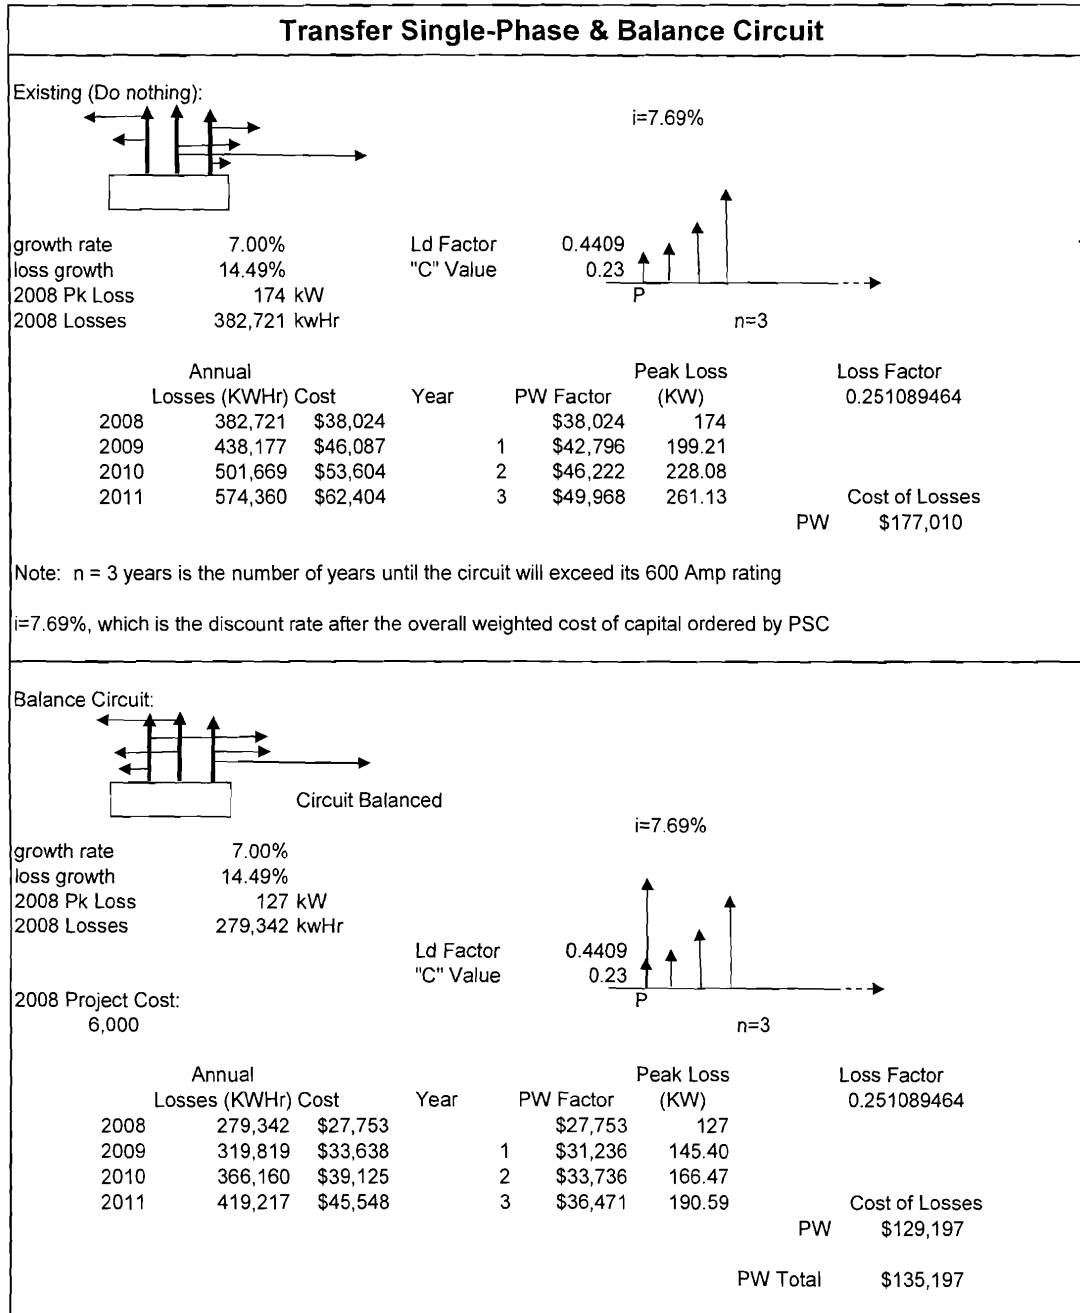 Transfer Single-Phase & Balance Circuit
Existing (Do nothing):
i=7.69%
growth rate 7.00% Ld Factor 0.4409
loss growth 14.49% "C" Value 0.23
2008 Pk Loss 174 kW P
2008 Losses 382,721 kwHr n=3
Annual Peak Loss Loss Factor
Losses (KWHr) Cost Year PW Factor (KW) 0.251089464
2008 382,721 $38,024 $38,024 174
2009 438,177 $46,087 1 $42,796 199.21
2010 501,669 $53,604 2 $46,222 228.08
2011 574,360 $62,404 3 $49,968 261.13 Cost of Losses
PW $177,010
Note: n = 3 years is the number of years until the circuit will exceed its 600 Amp rating
i=7.69%, which is the discount rate after the overall weighted cost of capital ordered by PSC
Balance Circuit:
Circuit Balanced
i=7.69%
growth rate 7.00%
loss growth 14.49%
2008 Pk Loss 127 kW
2008 Losses 279,342 kwHr
Ld Factor 0.4409
"C" Value 0.23
2008 Project Cost: P
6,000 n=3
Annual Peak Loss Loss Factor
Losses (KWHr) Cost Year PW Factor (KW) 0.251089464
2008 279,342 $27,753 $27,753 127
2009 319,819 $33,638 1 $31,236 145.40
2010 366,160 $39,125 2 $33,736 166.47
2011 419,217 $45,548 3 $36,471 190.59 Cost of Losses
PW $129,197
PW Total $135,197